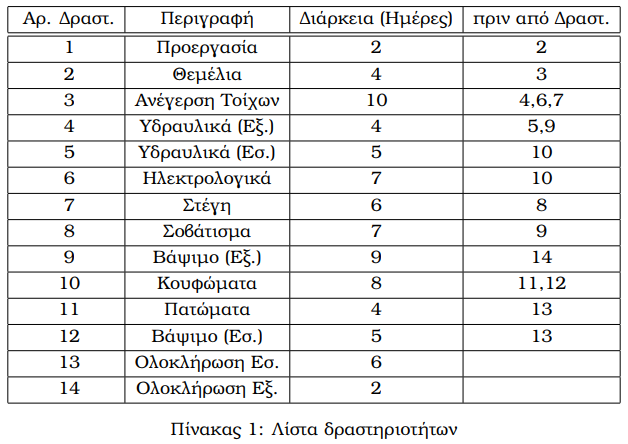 Αρ. Δραστ. Περιγραφή Διάρκεια (Ημέρες) πριν από Δραστ.
1 Προεργασία 2 2
2 Θεμέλια 4 3
3 Ανέγερση Τοίχων 10 4,6,7
4 Υδραυλικά (Εξ.) 4 5,9
5 Υδραυλικά (Εσ.) 5 10
6 Ηλεκτρολογικά 7 10
7 Στέγη 6 8
8 Σοβάτισμα 7 9
9 Βάψιμο (Εξ.) 9 14
10 Κουφώματα 8 11,12
11 Πατώματα 4 13
12 Βάψιμο (Εσ.) 5 13
13 Ολοκλήρωση Εσ. 6
14 Ολοκλήρωση Εξ. 2
Πίνακας 1: Λίστα δραστηριοτήτων